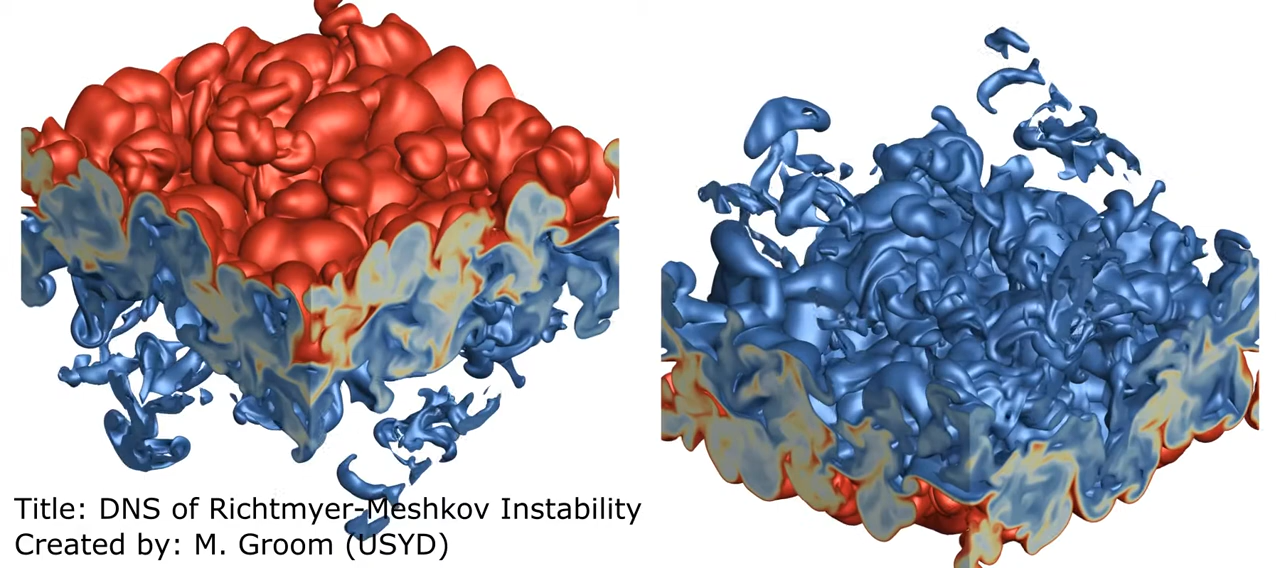 Title: DNS of Richtmyer-Meshkov Instability
Created by: M. Groom (USYD)